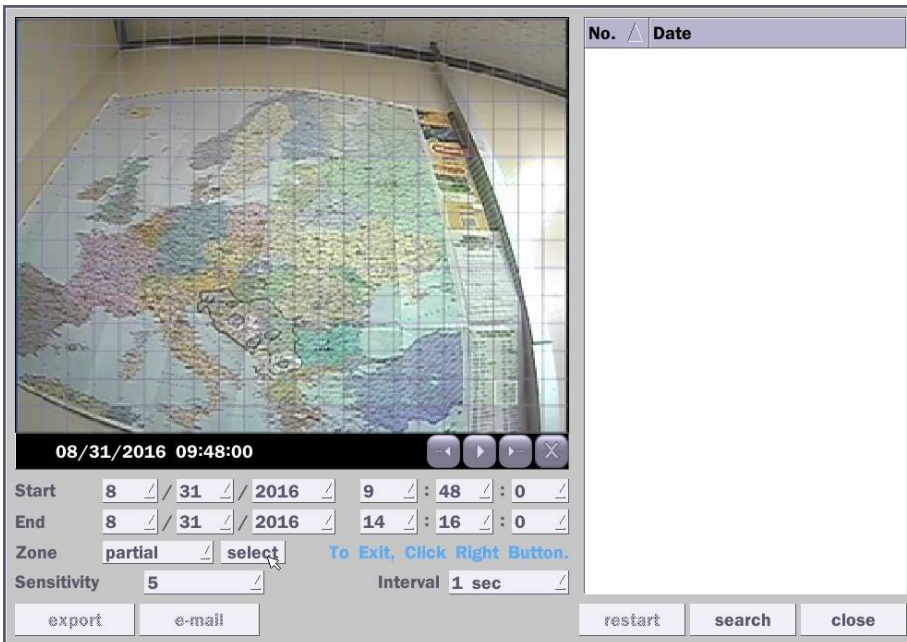 No. Date
08/31/2016 09:48:00
Start 8 / 31 / 2016 9 : 48 : 0
End 8 / 31 / 2016 14 : 16 : 0
Zone partial select To Exit, Click Right Button.
Sensitivity 5 Interval 1 sec
export e-mail restart search close